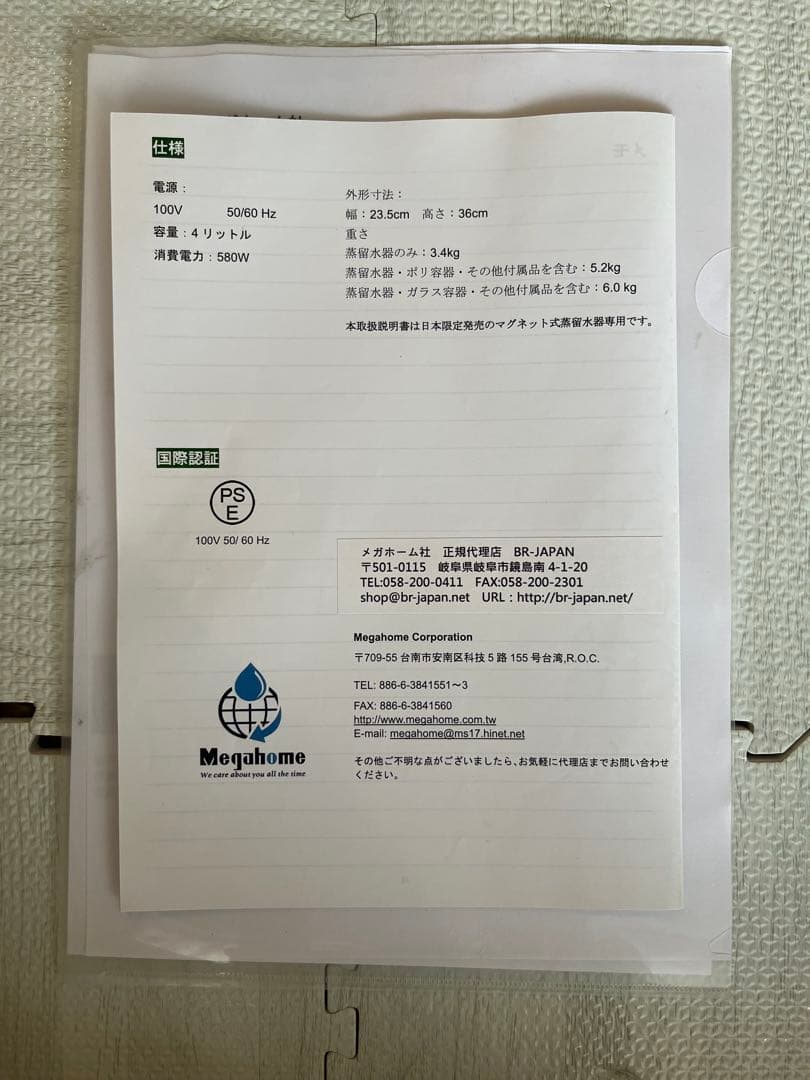 仕様
電源：
100V 50/60 Hz
容量：4 リットル
消費電力：580W
外形寸法：
幅：23.5cm 高さ：36cm
重さ
蒸留水器のみ：3.4kg
蒸留水器・ポリ容器・その他付属品を含む：5.2kg
蒸留水器・ガラス容器・その他付属品を含む：6.0 kg
本取扱説明書は日本限定発売のマグネット式蒸留水器専用です。
国際認証
PS
E
100V 50/ 60 Hz
メガホーム社 正規代理店 BR-JAPAN
〒501-0115 岐阜県岐阜市鏡島南 4-1-20
TEL:058-200-0411 FAX:058-200-2301
shop@br-japan.net URL：http://br-japan.net/
Megahome Corporation
〒709-55 台南市安南区科技 5 路 155 号台湾,R.O.C.
TEL: 886-6-3841551～3
FAX: 886-6-3841560
http://www.megahome.com.tw
E-mail: megahome@ms17.hinet.net
Megahome
We care about you all the time
その他ご不明な点がございましたら、お気軽に代理店までお問い合わせ
ください。